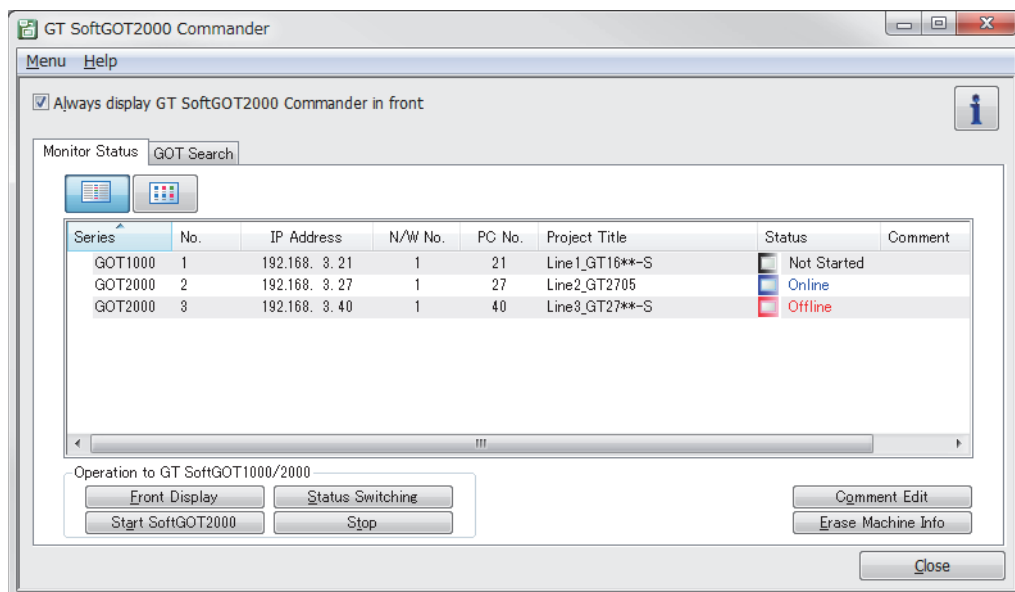 GT SoftGOT2000 Commander
Menu Help
Always display GT SoftGOT2000 Commander in front
i
Monitor Status GOT Search
Series No. IP Address N/W No. PC No. Project Title Status Comment
GOT1000 1 192.168. 3. 21 1 21 Line1_GT16**-S Not Started
GOT2000 2 192.168. 3. 27 1 27 Line2_GT2705 Online
GOT2000 3 192.168. 3. 40 1 40 Line3_GT27**-S Offline
Operation to GT SoftGOT1000/2000
Front Display Status Switching Comment Edit
Start SoftGOT2000 Stop Erase Machine Info
Close